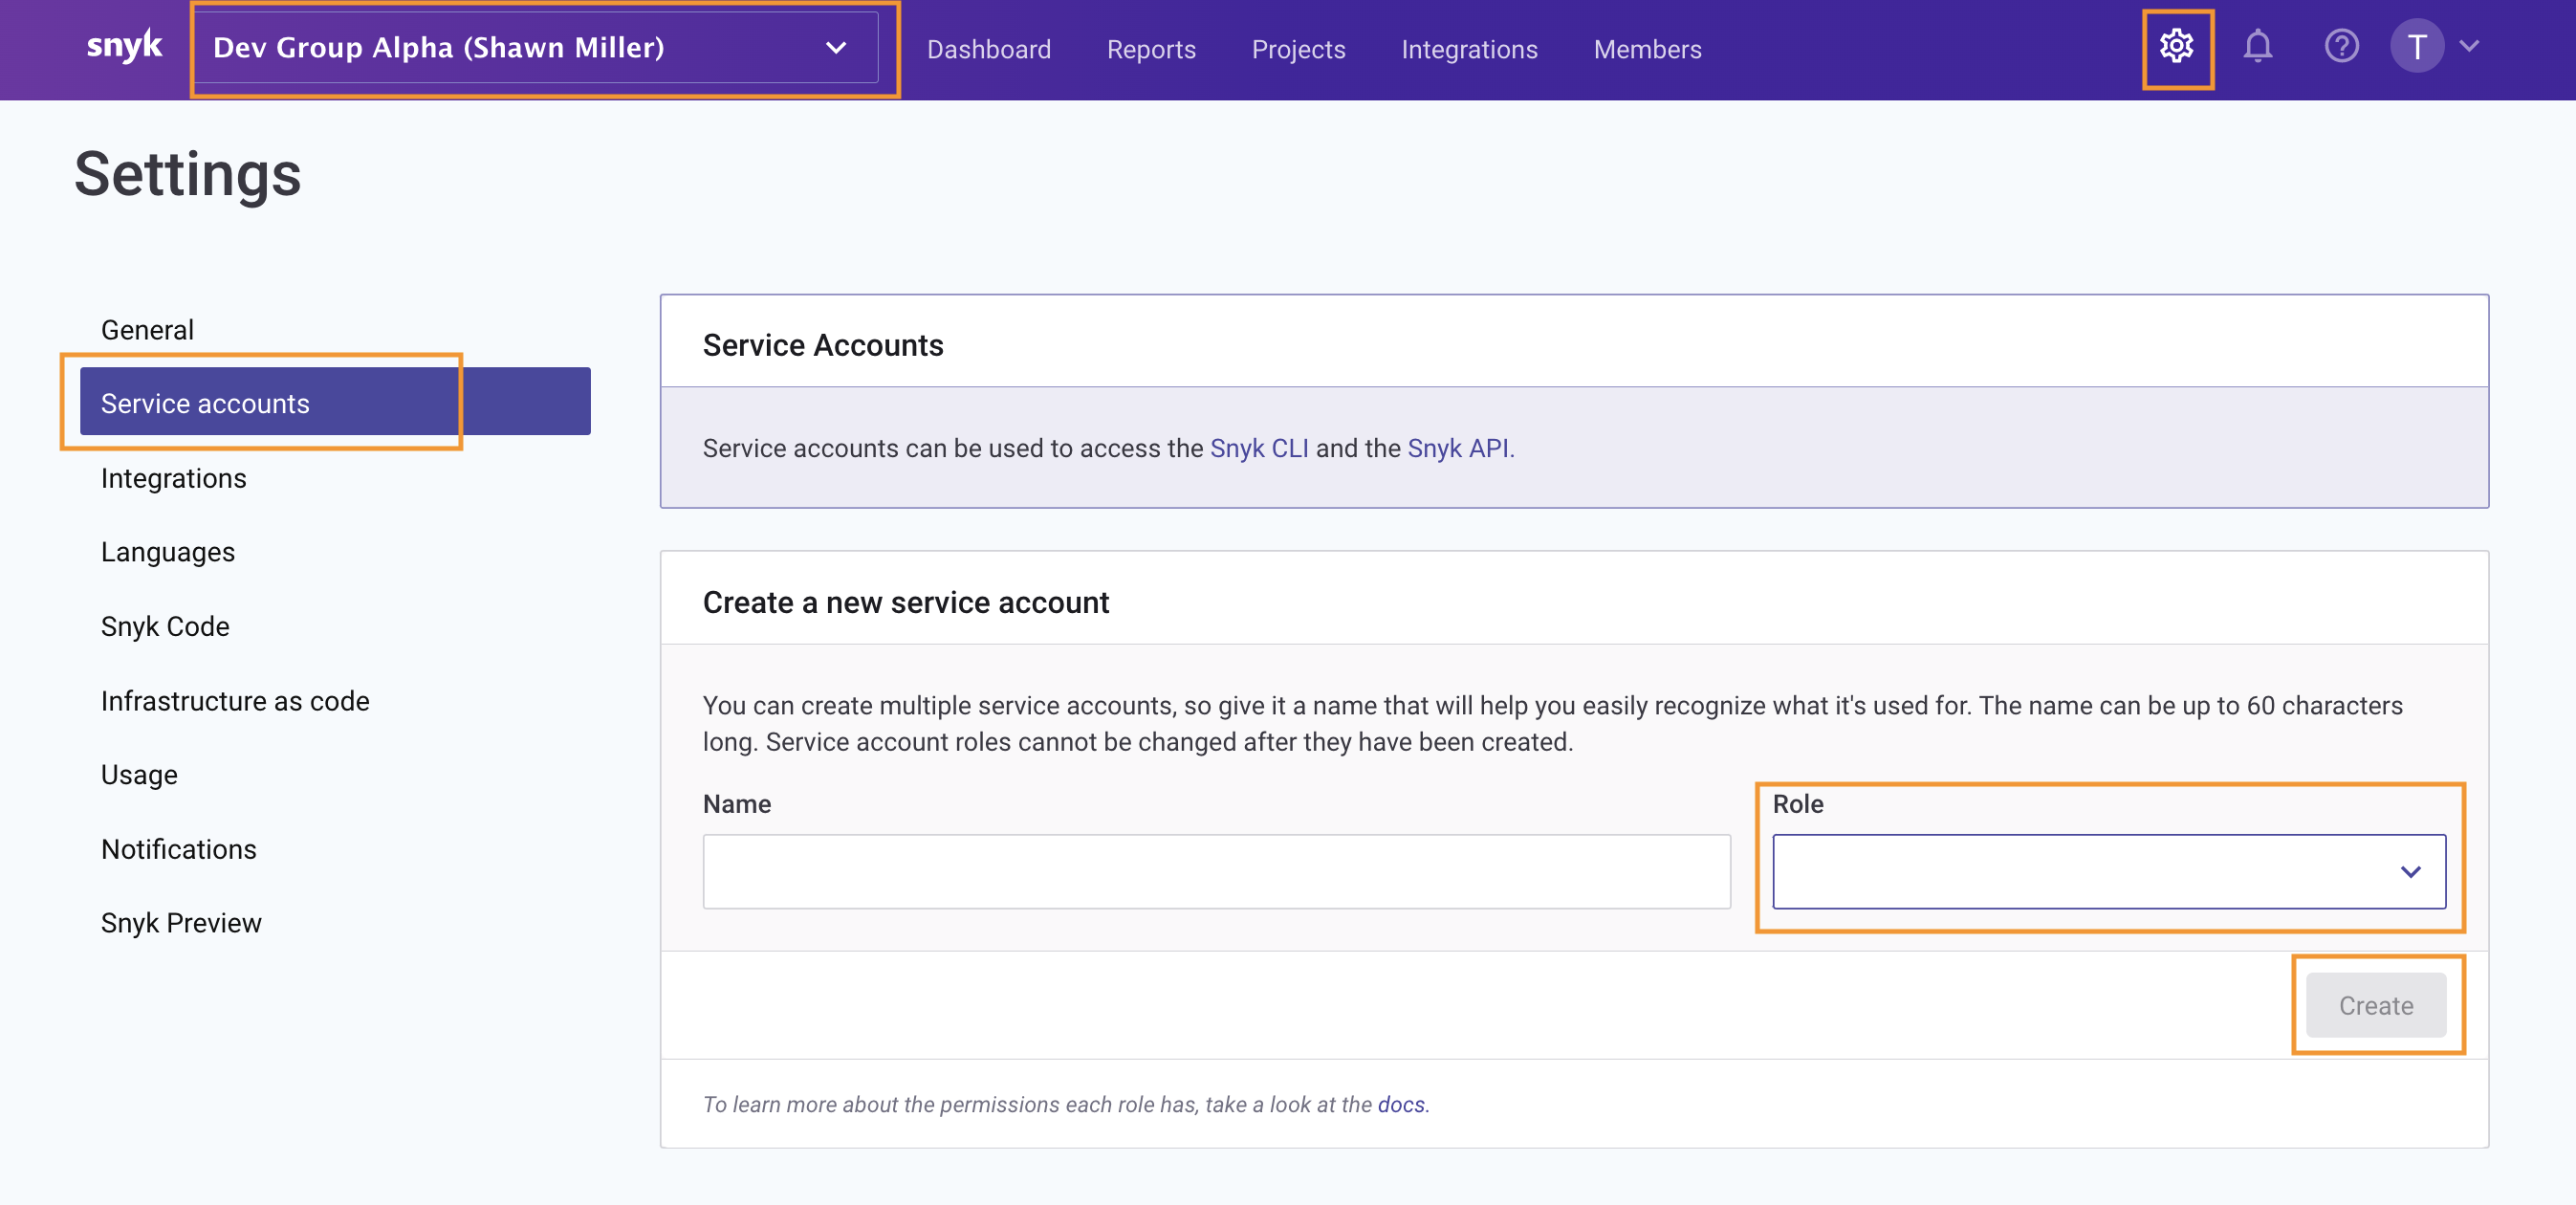 snyk
Dev Group Alpha (Shawn Miller)
Dashboard
Reports
Projects
Integrations
Members
T
Settings
General
Service accounts
Integrations
Languages
Snyk Code
Infrastructure as code
Usage
Notifications
Snyk Preview
Service Accounts
Service accounts can be used to access the Snyk CLI and the Snyk API.
Create a new service account
You can create multiple service accounts, so give it a name that will help you easily recognize what it's used for. The name can be up to 60 characters
long. Service account roles cannot be changed after they have been created.
Name
Role
Create
To learn more about the permissions each role has, take a look at the docs.